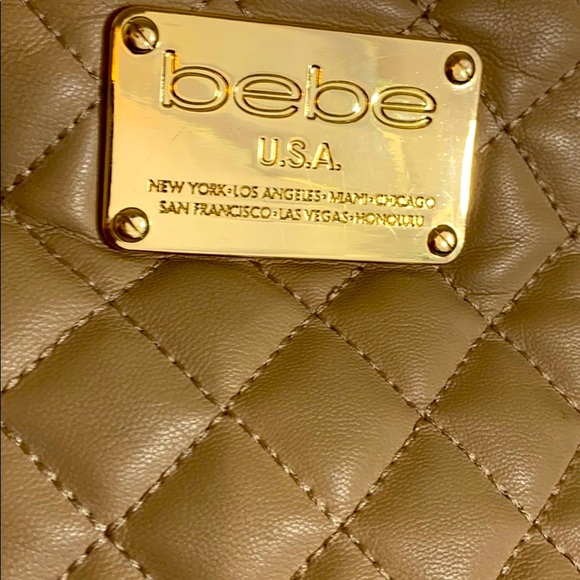 bebe
U.S.A.
NEW YORK•LOS ANGELES•MIAMI•CHICAGO
SAN FRANCISCO•LAS VEGAS•HONOLULU